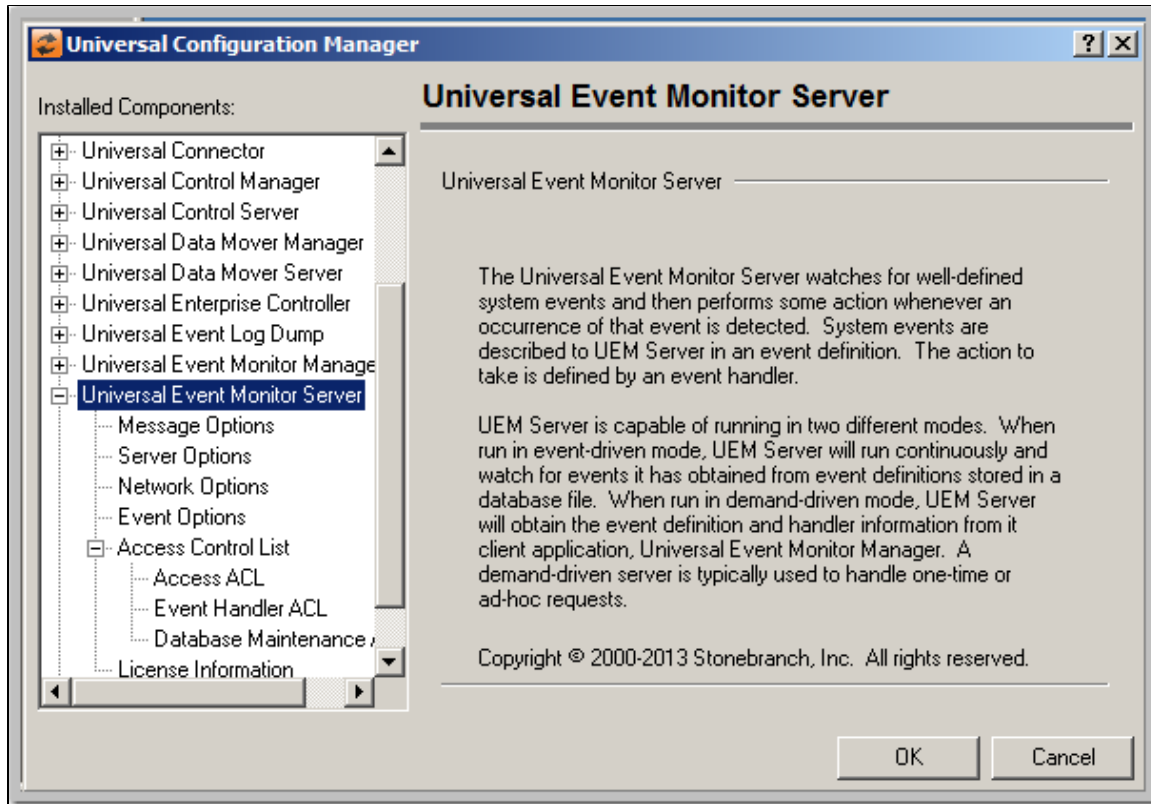 Universal Configuration Manager
Installed Components:
Universal Connector
Universal Control Manager
Universal Control Server
Universal Data Mover Manager
Universal Data Mover Server
Universal Enterprise Controller
Universal Event Log Dump
Universal Event Monitor Manage
Universal Event Monitor Server
Message Options
Server Options
Network Options
Event Options
Access Control List
Access ACL
Event Handler ACL
Database Maintenance
License Information
Universal Event Monitor Server
Universal Event Monitor Server
The Universal Event Monitor Server watches for well-defined
system events and then performs some action whenever an
occurrence of that event is detected.  System events are
described to UEM Server in an event definition.  The action to
take is defined by an event handler.
UEM Server is capable of running in two different modes.  When
run in event-driven mode, UEM Server will run continuously and
watch for events it has obtained from event definitions stored in a
database file.  When run in demand-driven mode, UEM Server
will obtain the event definition and handler information from it
client application, Universal Event Monitor Manager.  A
demand-driven server is typically used to handle one-time or
ad-hoc requests.
Copyright © 2000-2013 Stonebranch, Inc.  All rights reserved.
OK
Cancel